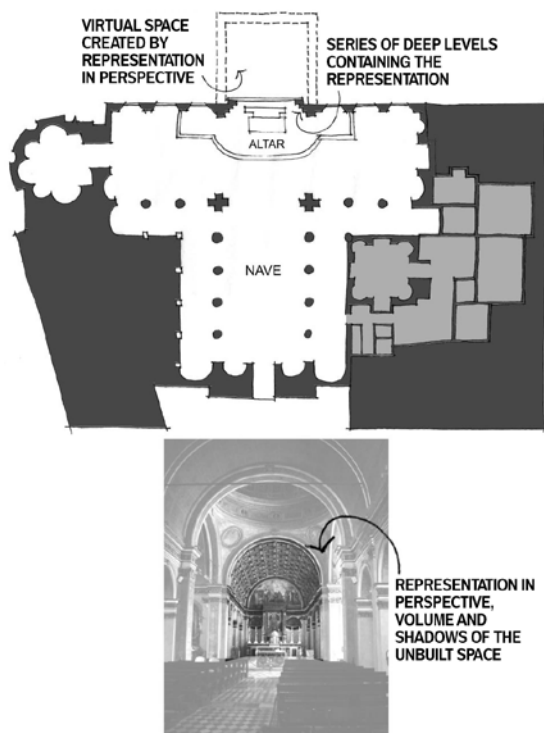 VIRTUAL SPACE
CREATED BY
REPRESENTATION
IN PERSPECTIVE
SERIES OF DEEP LEVELS
CONTAINING THE
REPRESENTATION
ALTAR
NAVE
REPRESENTATION IN
PERSPECTIVE,
VOLUME AND
SHADOWS OF THE
UNBUILT SPACE